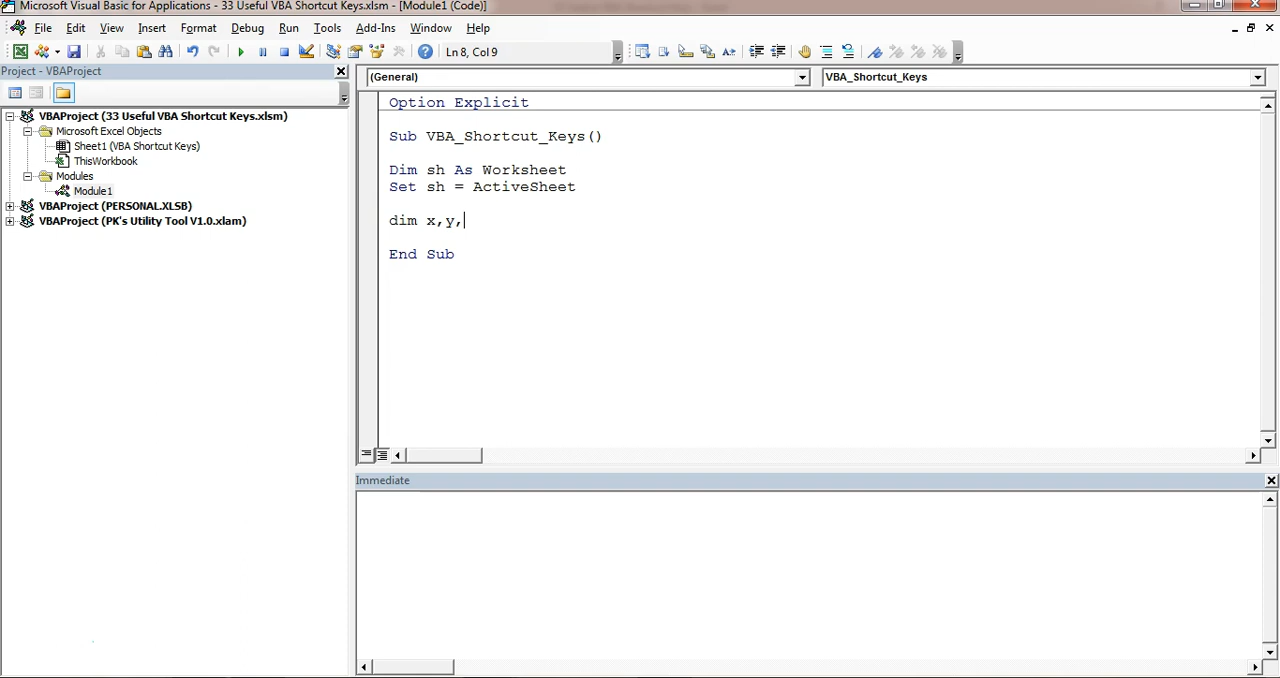 Microsoft Visual Basic for Applications - 33 Useful VBA Shortcut Keys.xlsm - [Module1 (Code)]
File Edit View Insert Format Debug Run Tools Add-Ins Window Help
Ln 8, Col 9
Project - VBAProject
(General) VBA_Shortcut_Keys
VBAProject (33 Useful VBA Shortcut Keys.xlsm)
Microsoft Excel Objects
Sheet1 (VBA Shortcut Keys)
ThisWorkbook
Modules
Module1
VBAProject (PERSONAL.XLSB)
VBAProject (PK's Utility Tool V1.0.xlam)
Option Explicit
Sub VBA_Shortcut_Keys()
Dim sh As Worksheet
Set sh = ActiveSheet
dim x,y,
End Sub
Immediate